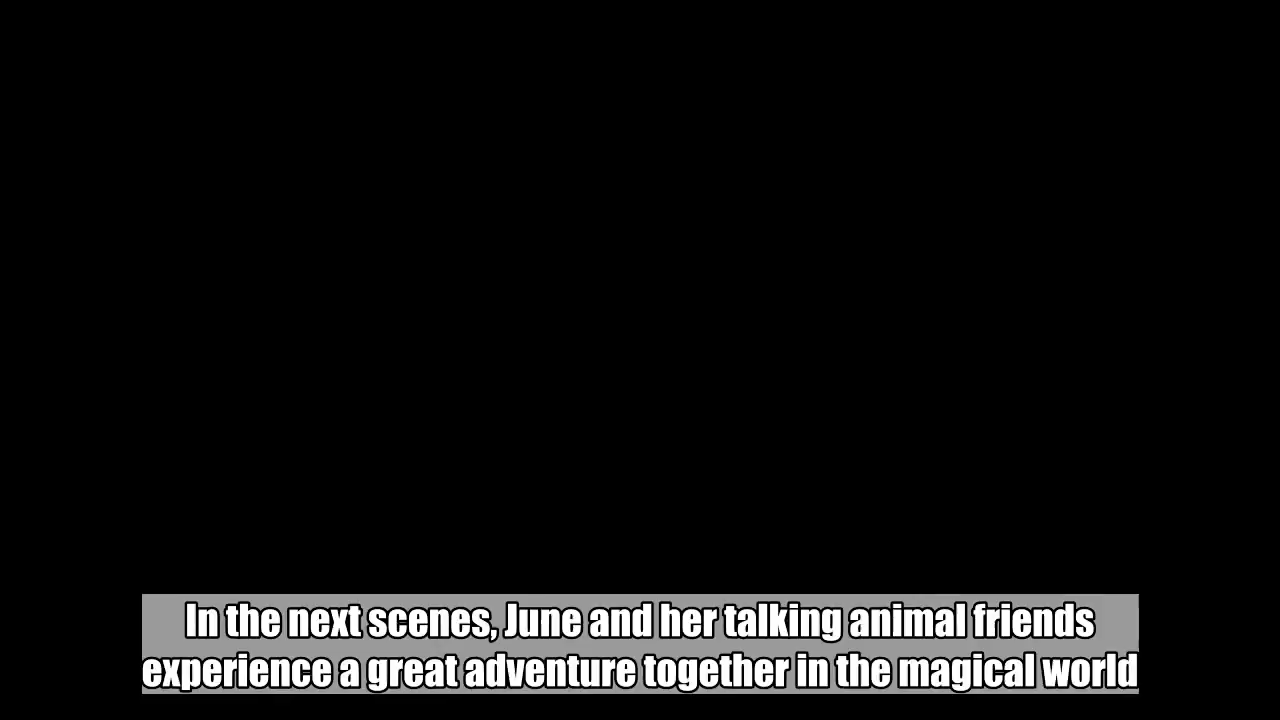 In the next scenes, June and her talking animal friends
experience a great adventure together in the magical world